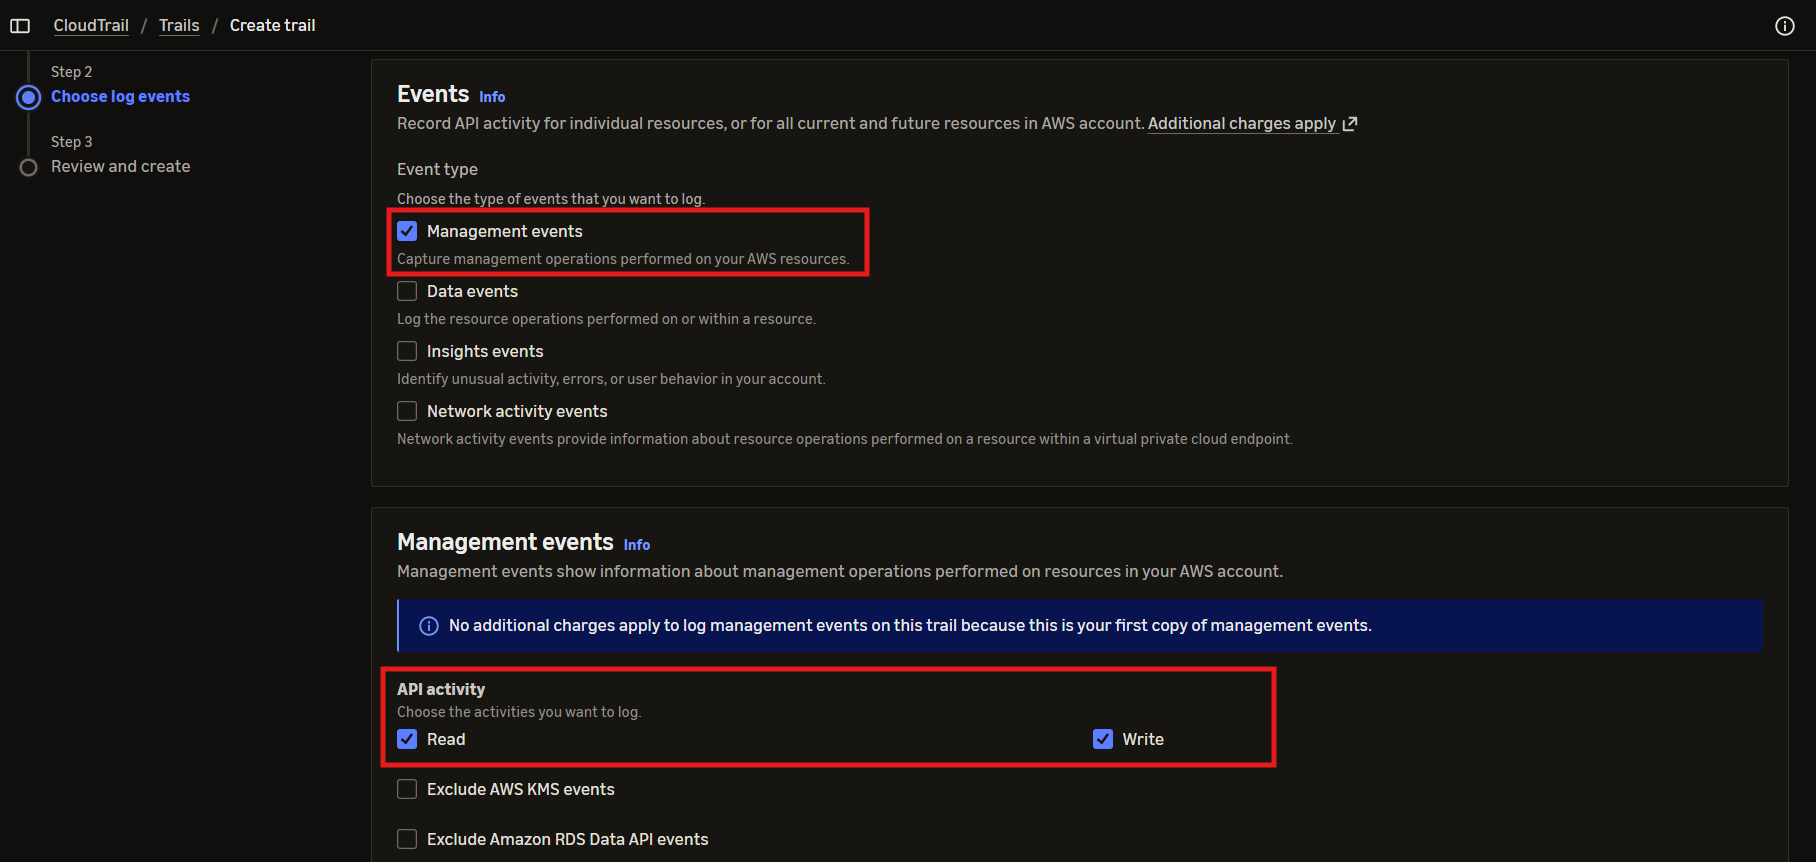 CloudTrail / Trails / Create trail
Step 2
Choose log events
Step 3
Review and create
Events Info
Record API activity for individual resources, or for all current and future resources in AWS account. Additional charges apply
Event type
Choose the type of events that you want to log.
Management events
Capture management operations performed on your AWS resources.
Data events
Log the resource operations performed on or within a resource.
Insights events
Identify unusual activity, errors, or user behavior in your account.
Network activity events
Network activity events provide information about resource operations performed on a resource within a virtual private cloud endpoint.
Management events Info
Management events show information about management operations performed on resources in your AWS account.
No additional charges apply to log management events on this trail because this is your first copy of management events.
API activity
Choose the activities you want to log.
Read Write
Exclude AWS KMS events
Exclude Amazon RDS Data API events